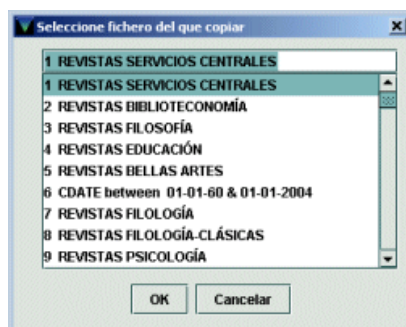 Seleccione fichero del que copiar
1 REVISTAS SERVICIOS CENTRALES
1 REVISTAS SERVICIOS CENTRALES
2 REVISTAS BIBLIOTECONOMÍA
3 REVISTAS FILOSOFÍA
4 REVISTAS EDUCACIÓN
5 REVISTAS BELLAS ARTES
6 CDATE between 01-01-60 & 01-01-2004
7 REVISTAS FILOLOGÍA
8 REVISTAS FILOLOGÍA-CLÁSICAS
9 REVISTAS PSICOLOGÍA
OK Cancelar